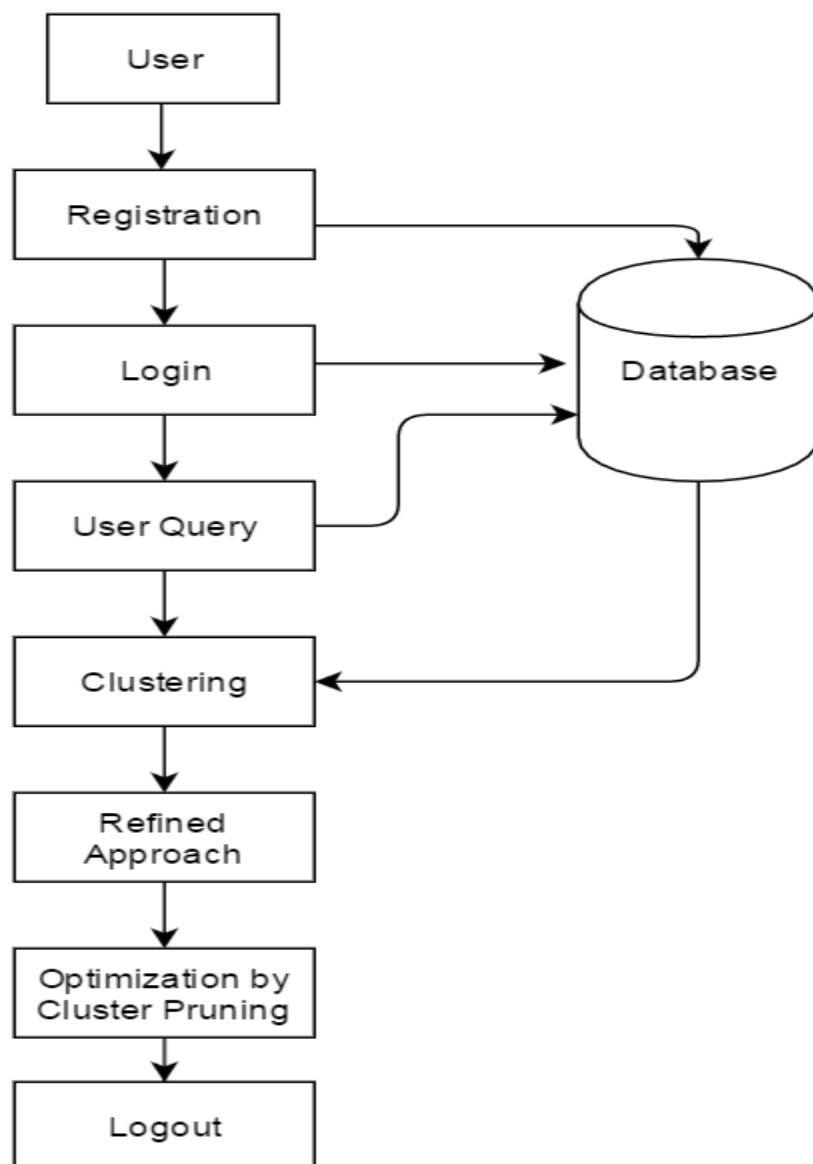 User
Registration
Login
Database
User Query
Clustering
Refined
Approach
Optimization by
Cluster Pruning
Logout